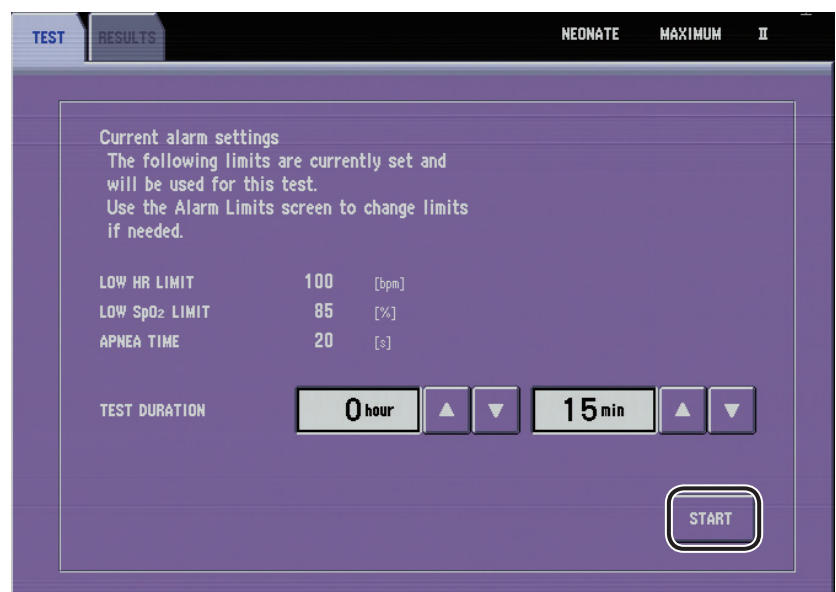 TEST RESULTS NEONATE MAXIMUM II
Current alarm settings
The following limits are currently set and
will be used for this test.
Use the Alarm Limits screen to change limits
if needed.
LOW HR LIMIT 100 [bpm]
LOW SpO2 LIMIT 85 [%]
APNEA TIME 20 [s]
TEST DURATION 0 hour ▲ ▼ 15 min ▲ ▼
START